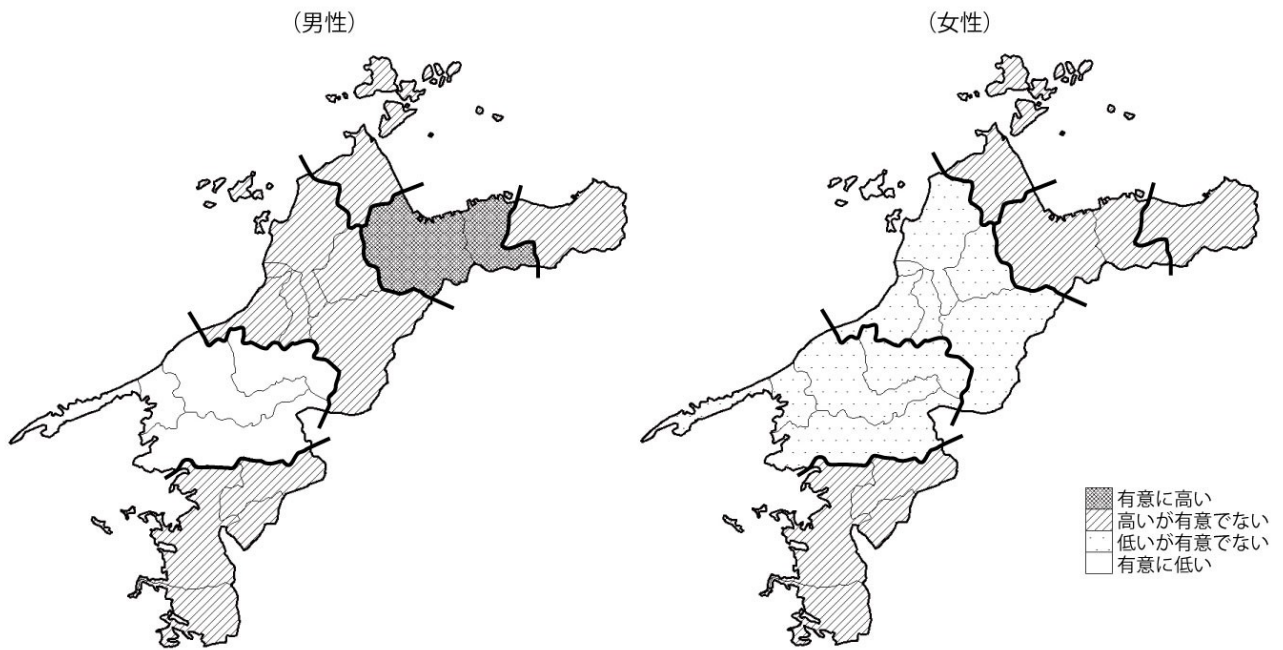 (男性)
(女性)
有意に高い
高いが有意でない
低いが有意でない
有意に低い